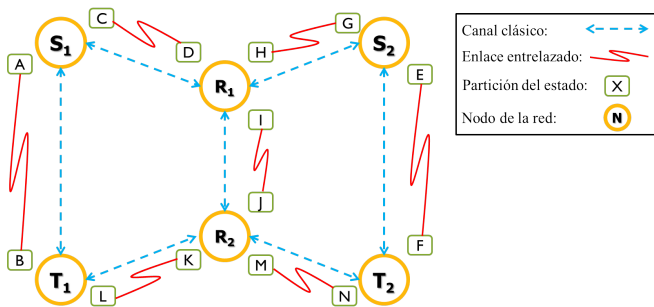 C
G
S₁
D
H
S₂
A
R₁
E
I
J
B
K
R₂
M
F
T₁
L
N
T₂
Canal clásico:
Enlace entrelazado:
Partición del estado: X
Nodo de la red: N